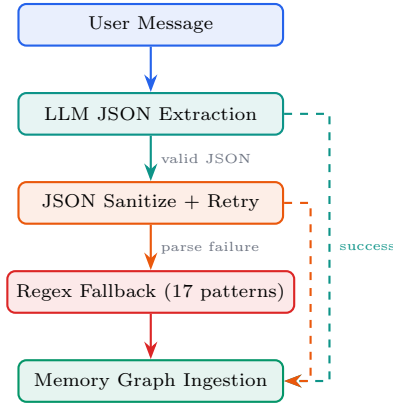 User Message
LLM JSON Extraction
valid JSON
JSON Sanitize + Retry
parse failure
success
Regex Fallback (17 patterns)
Memory Graph Ingestion